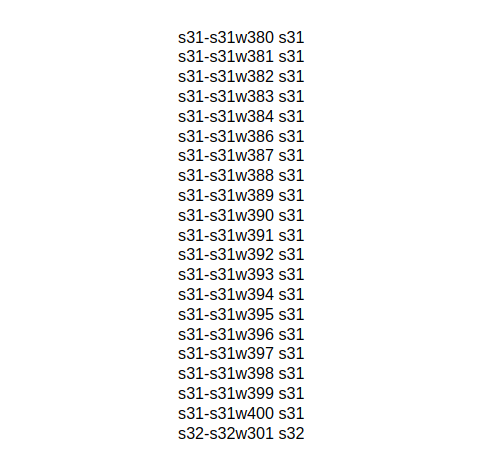 s31-s31w380 s31
s31-s31w381 s31
s31-s31w382 s31
s31-s31w383 s31
s31-s31w384 s31
s31-s31w386 s31
s31-s31w387 s31
s31-s31w388 s31
s31-s31w389 s31
s31-s31w390 s31
s31-s31w391 s31
s31-s31w392 s31
s31-s31w393 s31
s31-s31w394 s31
s31-s31w395 s31
s31-s31w396 s31
s31-s31w397 s31
s31-s31w398 s31
s31-s31w399 s31
s31-s31w400 s31
s32-s32w301 s32